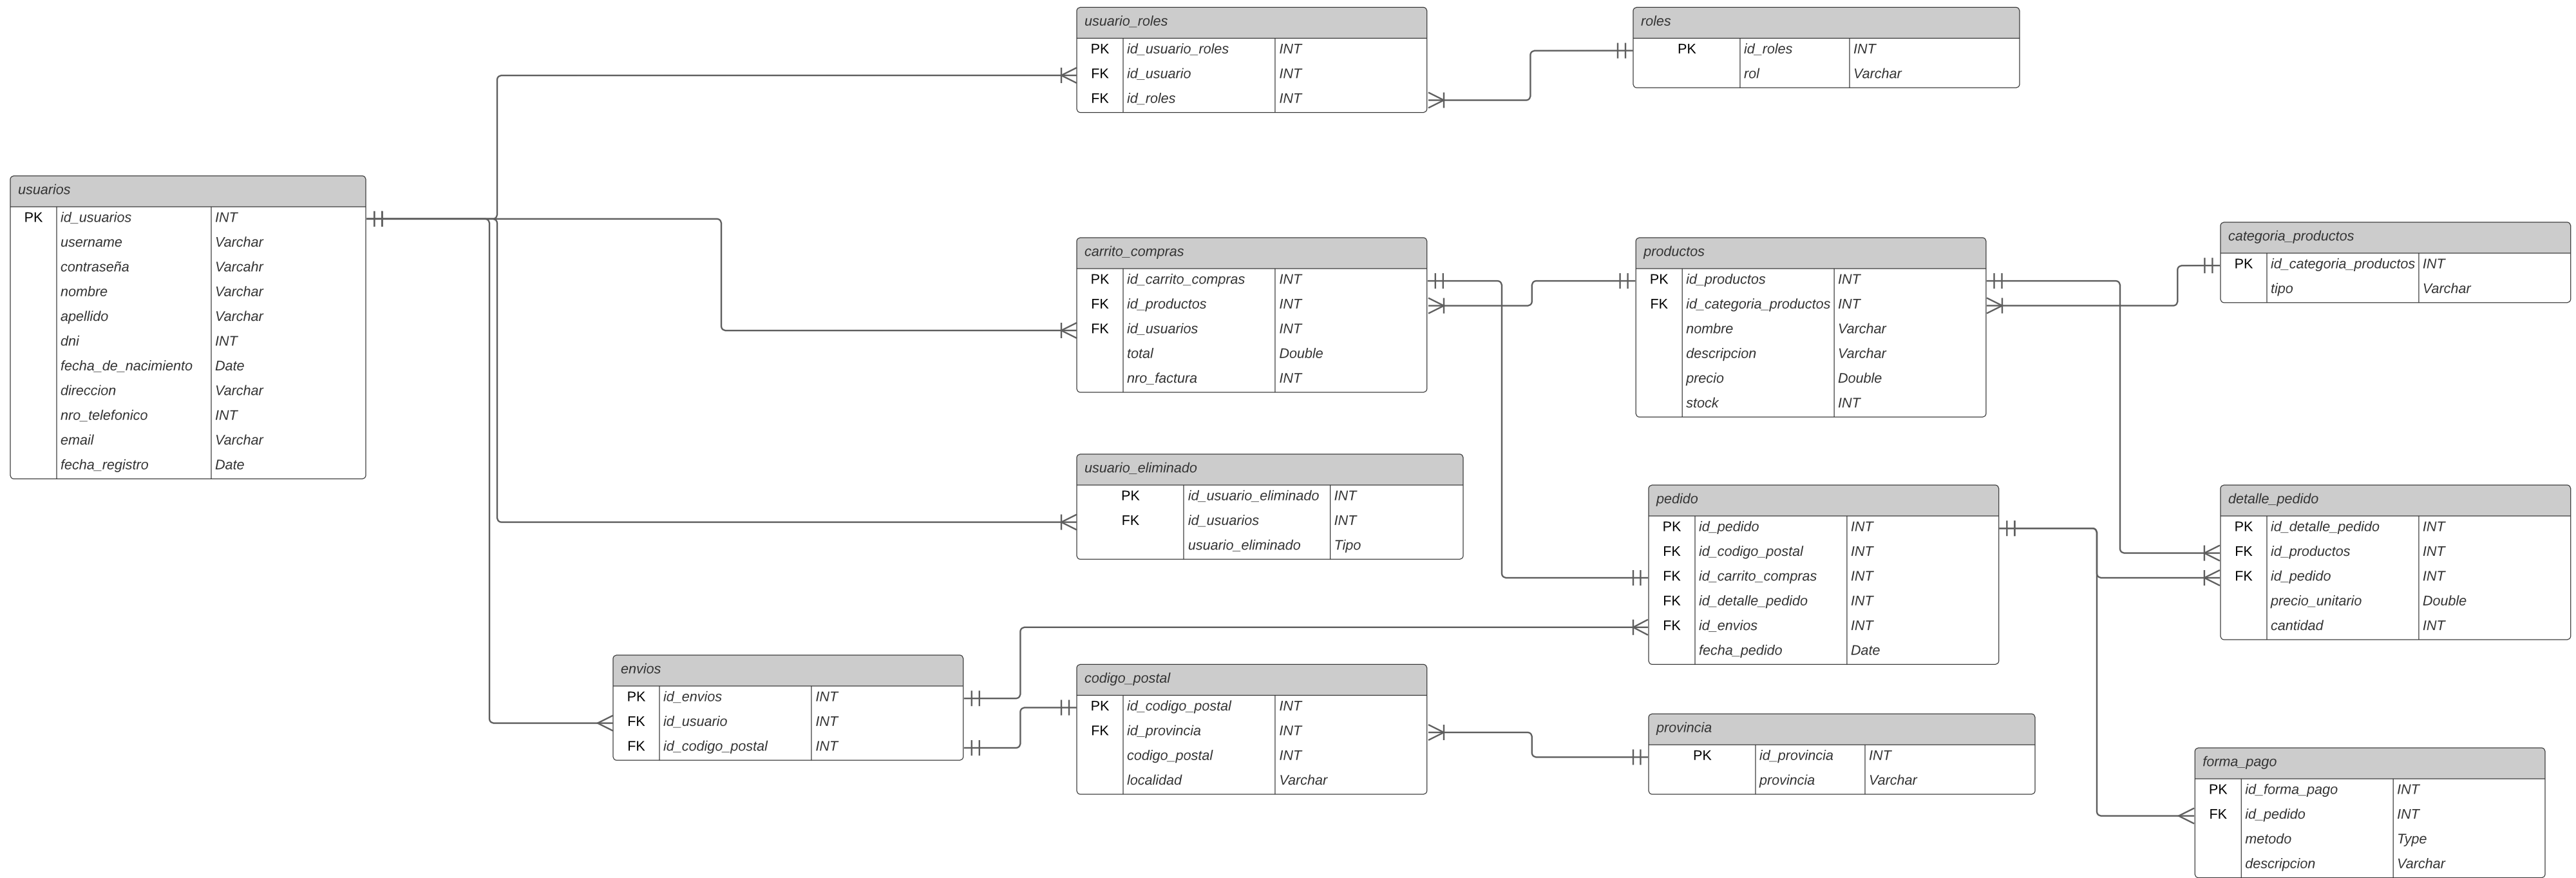 usuario_roles
PK id_usuario_roles INT
FK id_usuario INT
FK id_roles INT
roles
PK id_roles INT
rol Varchar
usuarios
PK id_usuarios INT
username Varchar
contraseña Varcahr
nombre Varchar
apellido Varchar
dni INT
fecha_de_nacimiento Date
direccion Varchar
nro_telefonico INT
email Varchar
fecha_registro Date
carrito_compras
PK id_carrito_compras INT
FK id_productos INT
FK id_usuarios INT
total Double
nro_factura INT
productos
PK id_productos INT
FK id_categoria_productos INT
nombre Varchar
descripcion Varchar
precio Double
stock INT
categoria_productos
PK id_categoria_productos INT
tipo Varchar
usuario_eliminado
PK id_usuario_eliminado INT
FK id_usuarios INT
usuario_eliminado Tipo
pedido
PK id_pedido INT
FK id_codigo_postal INT
FK id_carrito_compras INT
FK id_detalle_pedido INT
FK id_envios INT
fecha_pedido Date
detalle_pedido
PK id_detalle_pedido INT
FK id_productos INT
FK id_pedido INT
precio_unitario Double
cantidad INT
envios
PK id_envios INT
FK id_usuario INT
FK id_codigo_postal INT
codigo_postal
PK id_codigo_postal INT
FK id_provincia INT
codigo_postal INT
localidad Varchar
provincia
PK id_provincia INT
provincia Varchar
forma_pago
PK id_forma_pago INT
FK id_pedido INT
metodo Type
descripcion Varchar